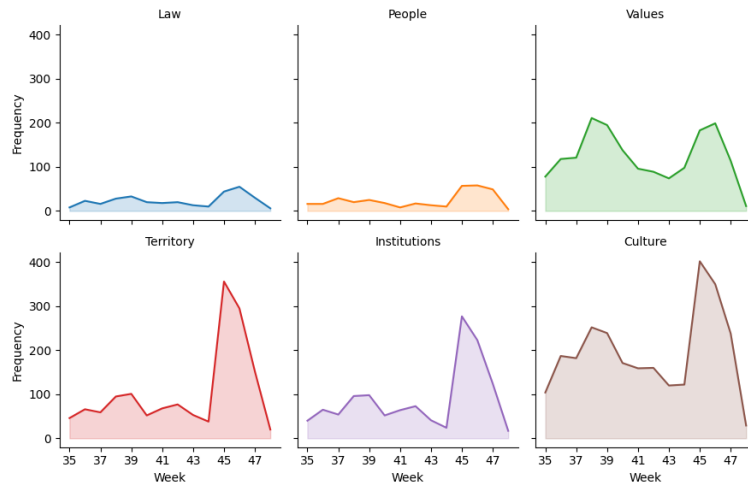 Law People Values
400
300
200
100
0
Frequency
Territory Institutions Culture
400
300
200
100
0
Frequency
35 37 39 41 43 45 47 35 37 39 41 43 45 47 35 37 39 41 43 45 47
Week Week Week